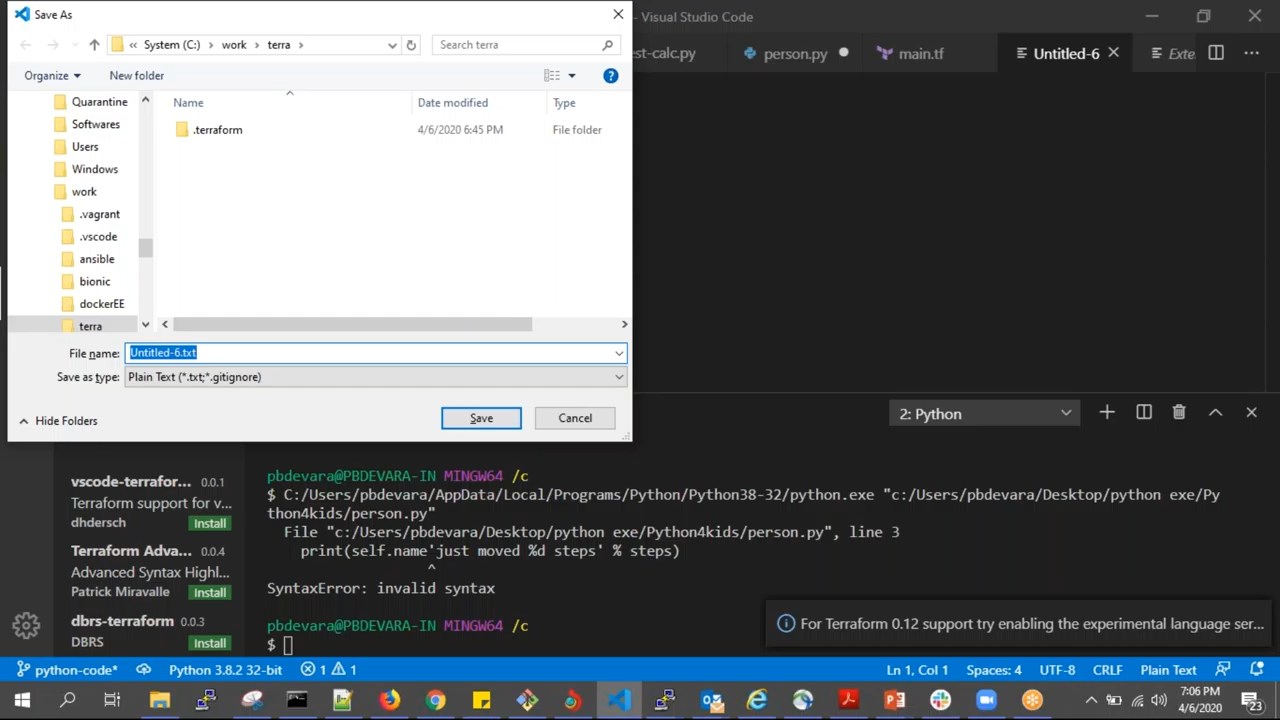 Save As
« System (C:) › work › terra ›
Search terra
Organize
New folder
Quarantine
Softwares
Users
Windows
work
.vagrant
.vscode
ansible
bionic
dockerEE
terra
Name
Date modified
Type
.terraform
4/6/2020 6:45 PM
File folder
File name:
Untitled-6.txt
Save as type:
Plain Text (*.txt;*.gitignore)
Hide Folders
Save
Cancel
- Visual Studio Code
est-calc.py
person.py
main.tf
Untitled-6
Exte
2: Python
vscode-terrafor... 0.0.1
Terraform support for v...
dhdersch
Install
Terraform Adva... 0.0.4
Advanced Syntax Highl...
Patrick Miravalle
Install
dbrs-terraform 0.0.3
DBRS
Install
pbdevara@PBDEVARA-IN MINGW64 /c
$ C:/Users/pbdevara/AppData/Local/Programs/Python/Python38-32/python.exe "c:/Users/pbdevara/Desktop/python exe/Py
thon4kids/person.py"
File "c:/Users/pbdevara/Desktop/python exe/Python4kids/person.py", line 3
print(self.name'just moved %d steps' % steps)
^
SyntaxError: invalid syntax
pbdevara@PBDEVARA-IN MINGW64 /c
$
For Terraform 0.12 support try enabling the experimental language ser...
python-code*
Python 3.8.2 32-bit
1
1
Ln 1, Col 1
Spaces: 4
UTF-8
CRLF
Plain Text
7:06 PM
4/6/2020
23